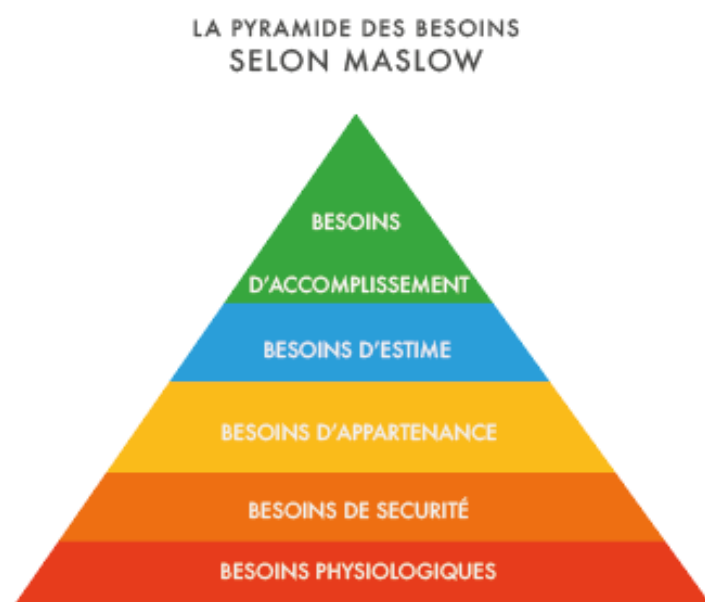 LA PYRAMIDE DES BESOINS
SELON MASLOW
BESOINS
D'ACCOMPLISSEMENT
BESOINS D'ESTIME
BESOINS D'APPARTENANCE
BESOINS DE SECURITÉ
BESOINS PHYSIOLOGIQUES